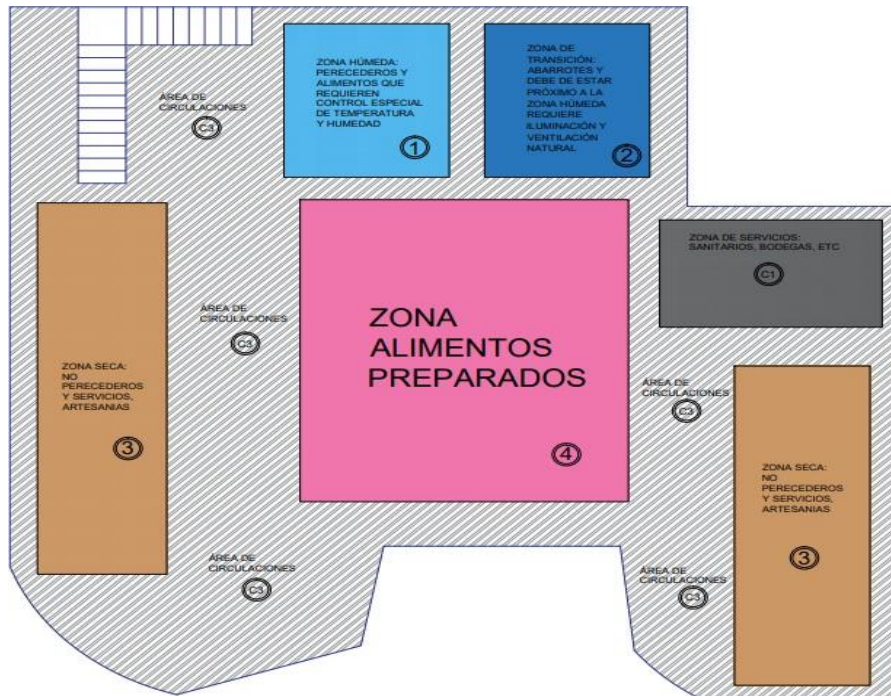 ZONA HÚMEDA:
PERECEDEROS Y
ALIMENTOS QUE
REQUIEREN
CONTROL ESPECIAL
DE TEMPERATURA
Y HUMEDAD
1
ZONA DE
TRANSICIÓN:
ABARROTES Y
DEBE DE ESTAR
PRÓXIMO A LA
ZONA HÚMEDA
REQUIERE
ILUMINACIÓN Y
VENTILACIÓN
NATURAL
2
ÁREA DE
CIRCULACIONES
C3
ZONA DE SERVICIOS:
SANITARIOS, BODEGAS, ETC
C1
ÁREA DE
CIRCULACIONES
C3
ZONA
ALIMENTOS
PREPARADOS
4
ZONA SECA:
NO
PERECEDEROS
Y SERVICIOS,
ARTESANIAS
3
ÁREA DE
CIRCULACIONES
C3
ZONA SECA:
NO
PERECEDEROS
Y SERVICIOS,
ARTESANIAS
3
ÁREA DE
CIRCULACIONES
C3
ÁREA DE
CIRCULACIONES
C3